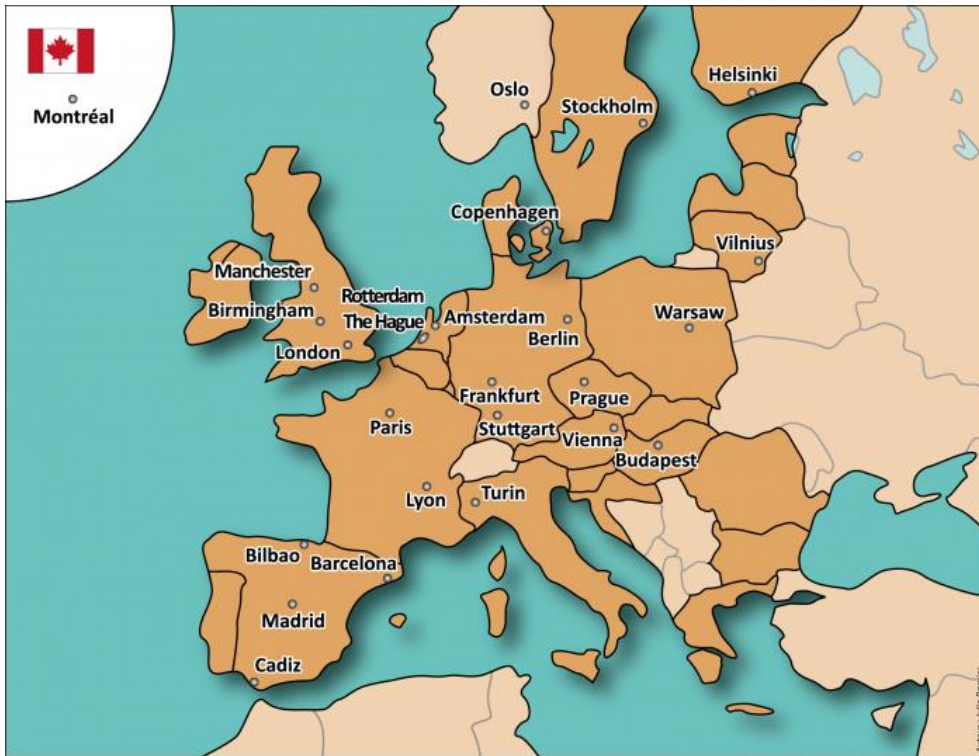 Montréal
Oslo
Helsinki
Stockholm
Copenhagen
Vilnius
Manchester
Rotterdam
Birmingham
The Hague
Amsterdam
Warsaw
London
Berlin
Frankfurt
Prague
Paris
Stuttgart
Vienna
Budapest
Lyon
Turin
Bilbao
Barcelona
Madrid
Cadiz